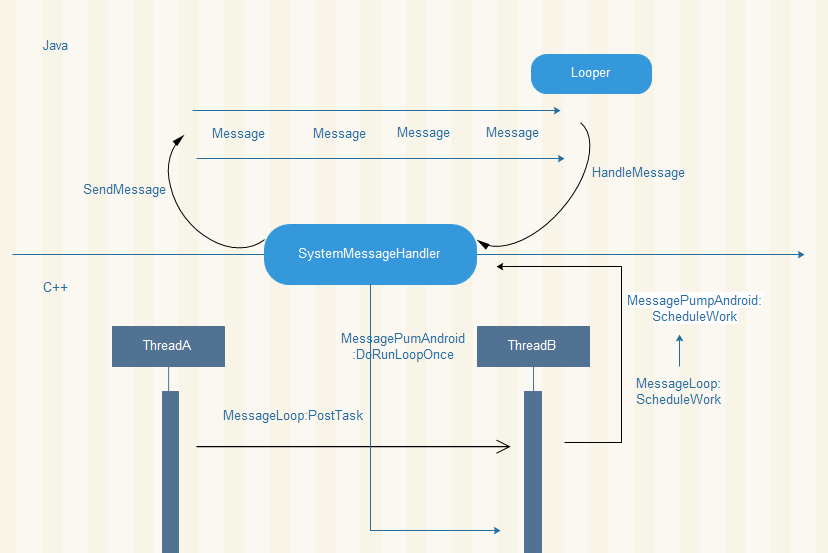 Java
Looper
Message
Message
Message
Message
SendMessage
HandleMessage
SystemMessageHandler
C++
MessagePumpAndroid:
ScheduleWork
MessagePumAndroid
:DoRunLoopOnce
ThreadA
ThreadB
MessageLoop:
ScheduleWork
MessageLoop:PostTask